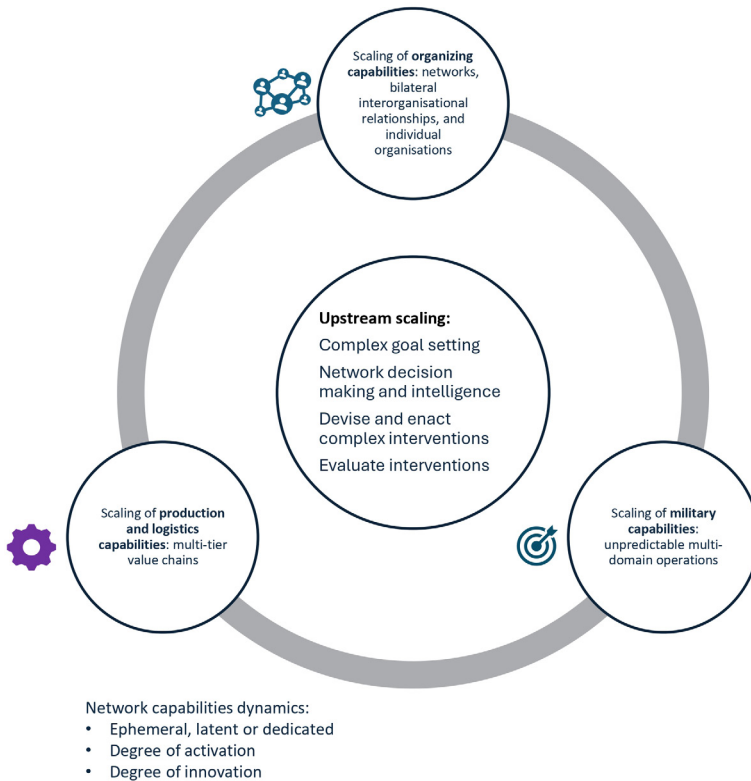 Scaling of organizing
capabilities: networks,
bilateral
interorganisational
relationships, and
individual
organisations
Upstream scaling:
Complex goal setting
Network decision
making and intelligence
Devise and enact
complex interventions
Evaluate interventions
Scaling of production
and logistics
capabilities: multi-tier
value chains
Scaling of military
capabilities:
unpredictable multi-
domain operations
Network capabilities dynamics:
• Ephemeral, latent or dedicated
• Degree of activation
• Degree of innovation